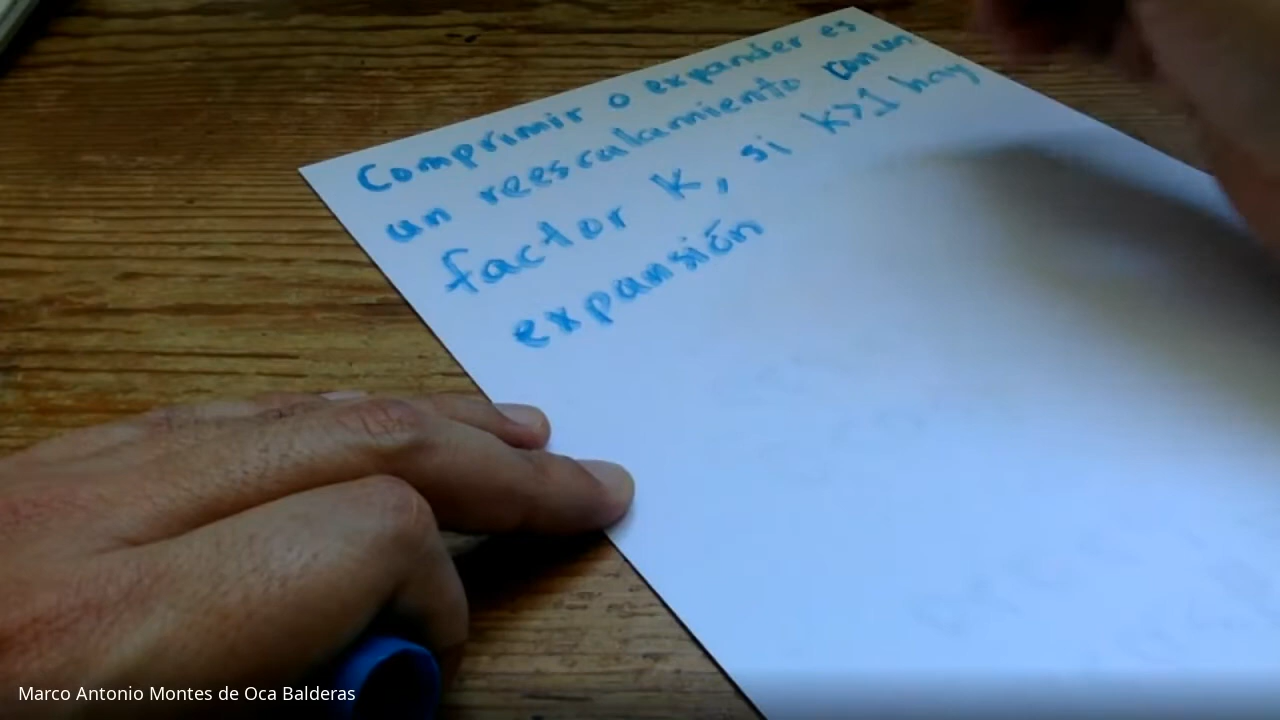 Comprimir o expander es
un reescalamiento con un
factor K, si k>1 hay
expansión
Marco Antonio Montes de Oca Balderas